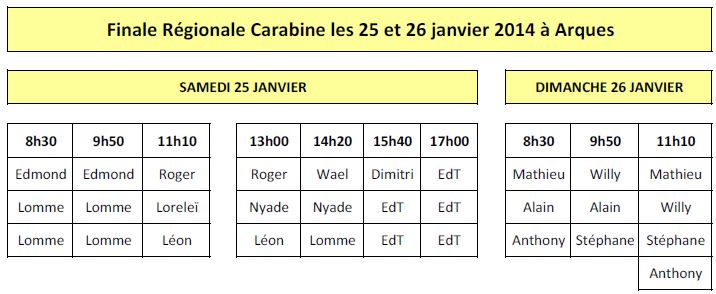 Finale Régionale Carabine les 25 et 26 janvier 2014 à Arques
SAMEDI 25 JANVIER DIMANCHE 26 JANVIER
8h30 9h50 11h10 13h00 14h20 15h40 17h00 8h30 9h50 11h10
Edmond Edmond Roger Roger Wael Dimitri EdT Mathieu Willy Mathieu
Lomme Lomme Loreleï Nyade Nyade EdT EdT Alain Alain Willy
Lomme Lomme Léon Léon Lomme EdT EdT Anthony Stéphane Stéphane
Anthony